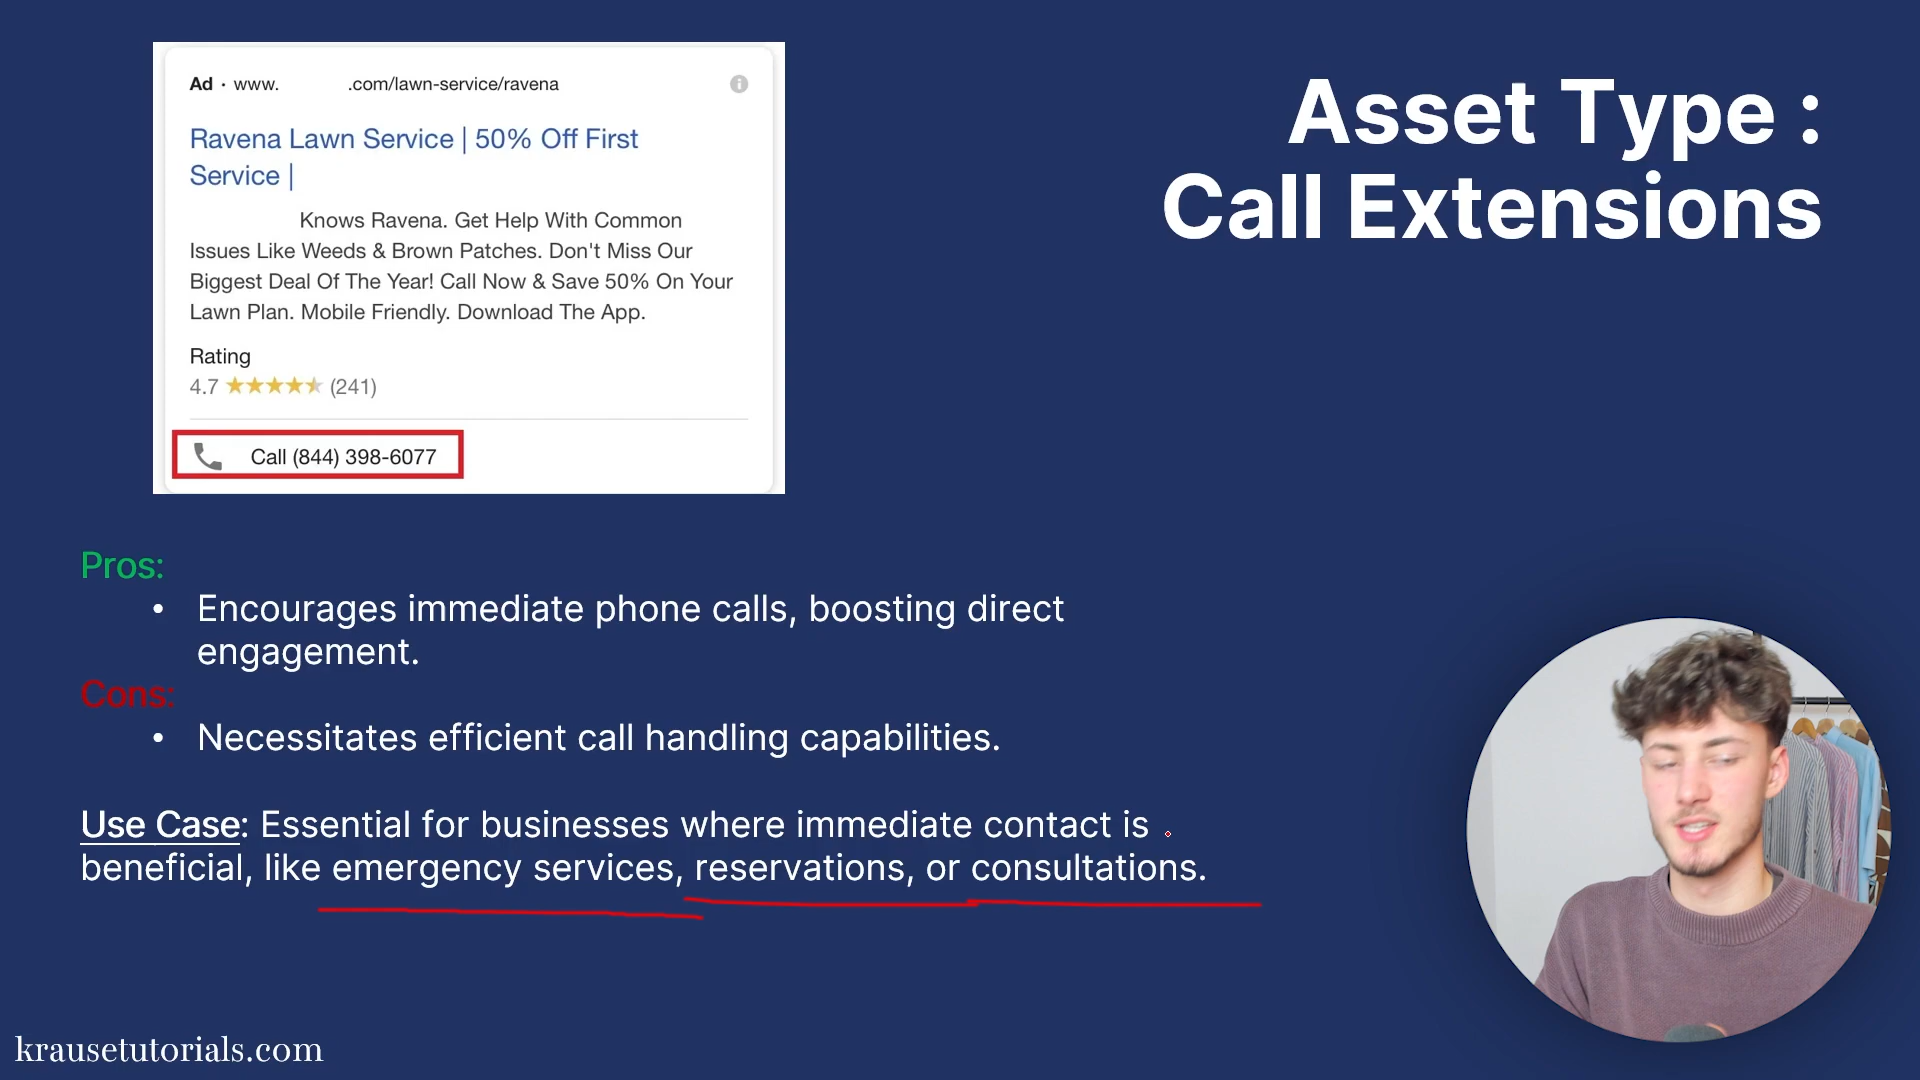 Ad · www. .com/lawn-service/ravena
Ravena Lawn Service | 50% Off First
Service |
Knows Ravena. Get Help With Common
Issues Like Weeds & Brown Patches. Don't Miss Our
Biggest Deal Of The Year! Call Now & Save 50% On Your
Lawn Plan. Mobile Friendly. Download The App.
Rating
4.7 ★★★★★ (241)
Call (844) 398-6077
Asset Type :
Call Extensions
Pros:
• Encourages immediate phone calls, boosting direct
engagement.
Cons:
• Necessitates efficient call handling capabilities.
Use Case: Essential for businesses where immediate contact is
beneficial, like emergency services, reservations, or consultations.
krausetutorials.com